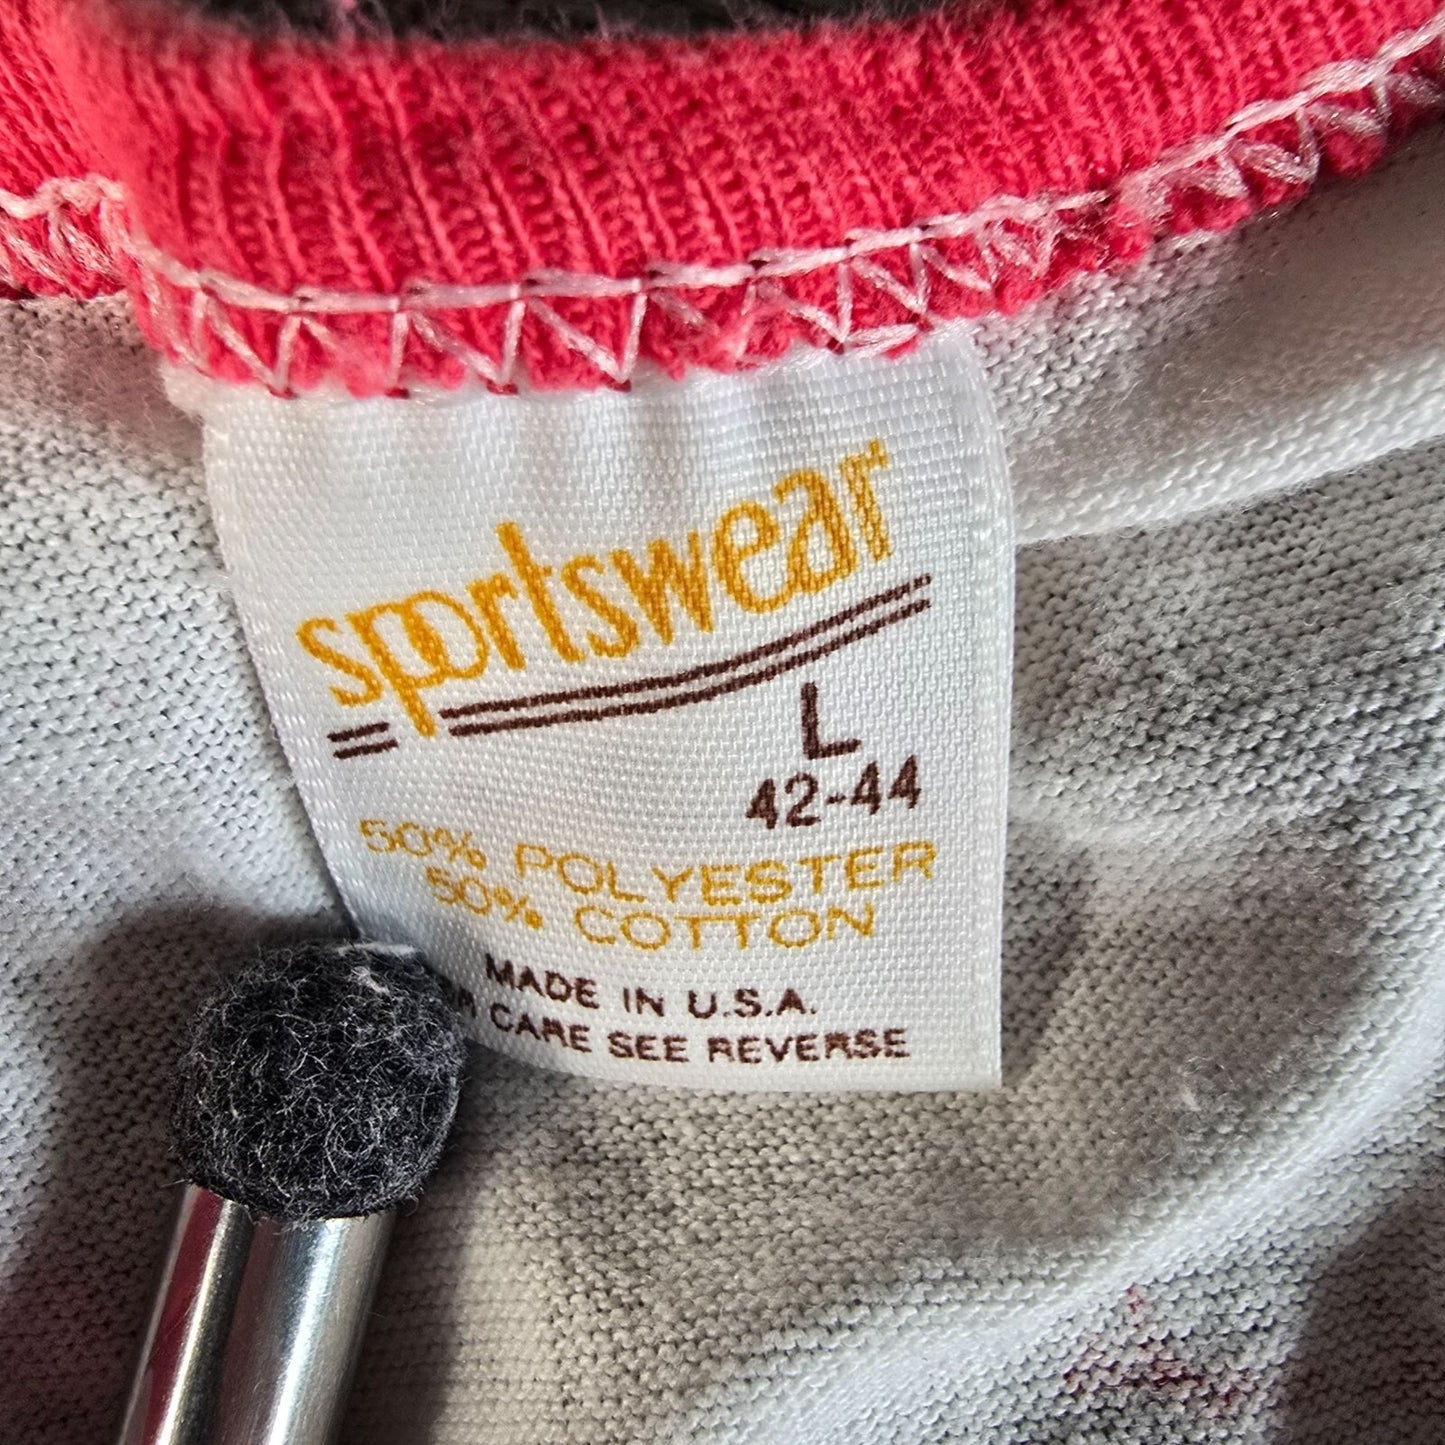 sportswear
L
42-44
50% POLYESTER
50% COTTON
MADE IN U.S.A.
CARE SEE REVERSE